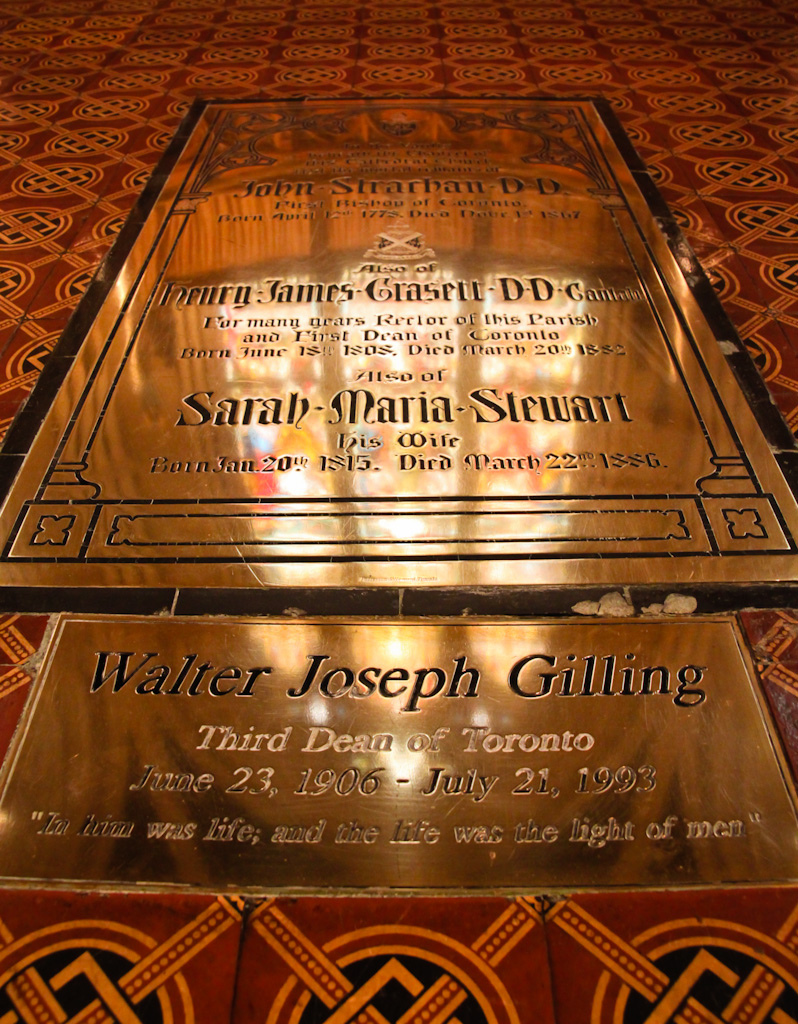 John · Strachan · D·D.
First Bishop of Toronto.
Born April 12th 1778. Died Novr. 1st 1867
Also of
Henry · James · Grasett · D·D · Cantab
For many years Rector of this Parish
and First Dean of Toronto
Born June 18th 1808. Died March 20th 1882
Also of
Sarah · Maria · Stewart
his Wife
Born Jan. 20th 1815. Died March 22nd 1886.
Walter Joseph Gilling
Third Dean of Toronto
June 23, 1906 - July 21, 1993
"In him was life; and the life was the light of men"